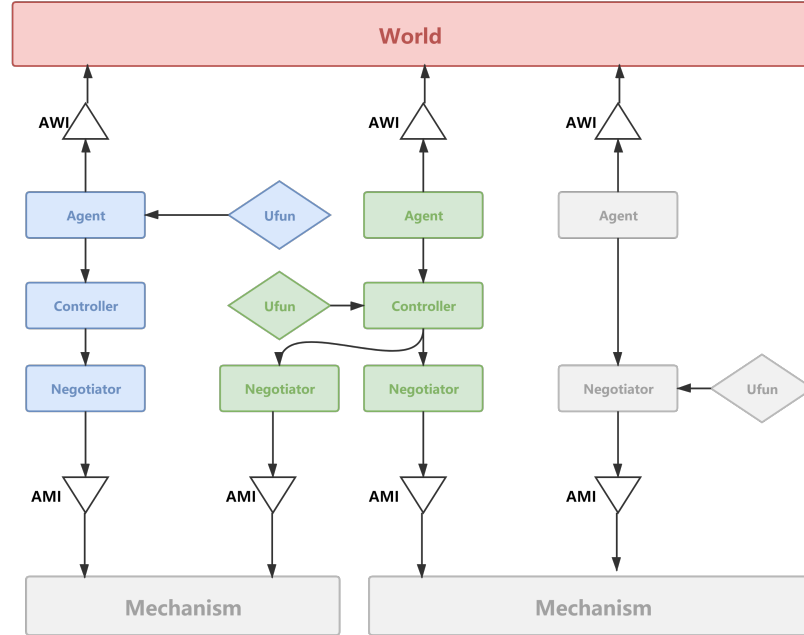 World
AWI
AWI
AWI
Agent
Ufun
Agent
Agent
Controller
Ufun
Controller
Negotiator
Negotiator
Negotiator
Negotiator
Ufun
AMI
AMI
AMI
AMI
Mechanism
Mechanism